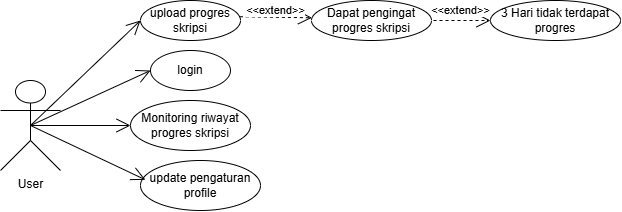 upload progres
skripsi
<<extend>>
Dapat pengingat
progres skripsi
<<extend>>
3 Hari tidak terdapat
progres
login
Monitoring riwayat
progres skripsi
update pengaturan
profile
User